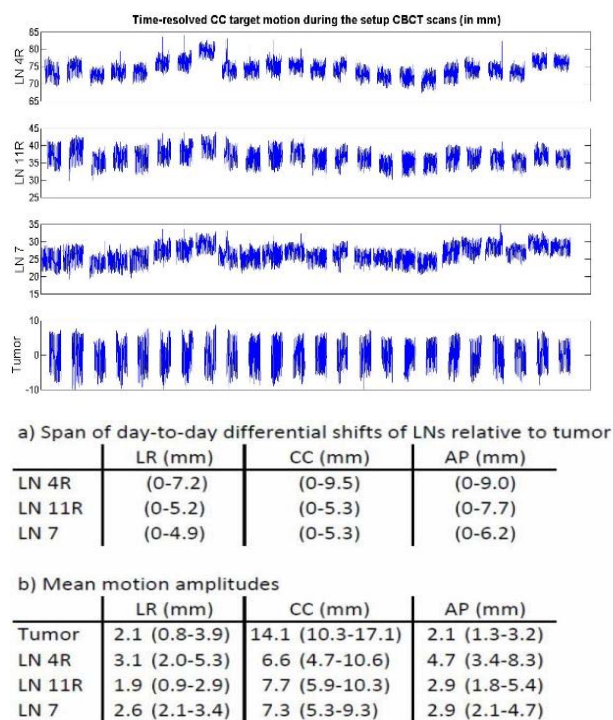 Time-resolved CC target motion during the setup CBCT scans (in mm)
LN 4R
85
80
75
70
65
LN 11R
45
40
35
30
25
LN 7
35
30
25
20
15
Tumor
10
0
-10
a) Span of day-to-day differential shifts of LNs relative to tumor
LR (mm) CC (mm) AP (mm)
LN 4R (0-7.2) (0-9.5) (0-9.0)
LN 11R (0-5.2) (0-5.3) (0-7.7)
LN 7 (0-4.9) (0-5.3) (0-6.2)
b) Mean motion amplitudes
LR (mm) CC (mm) AP (mm)
Tumor 2.1 (0.8-3.9) 14.1 (10.3-17.1) 2.1 (1.3-3.2)
LN 4R 3.1 (2.0-5.3) 6.6 (4.7-10.6) 4.7 (3.4-8.3)
LN 11R 1.9 (0.9-2.9) 7.7 (5.9-10.3) 2.9 (1.8-5.4)
LN 7 2.6 (2.1-3.4) 7.3 (5.3-9.3) 2.9 (2.1-4.7)